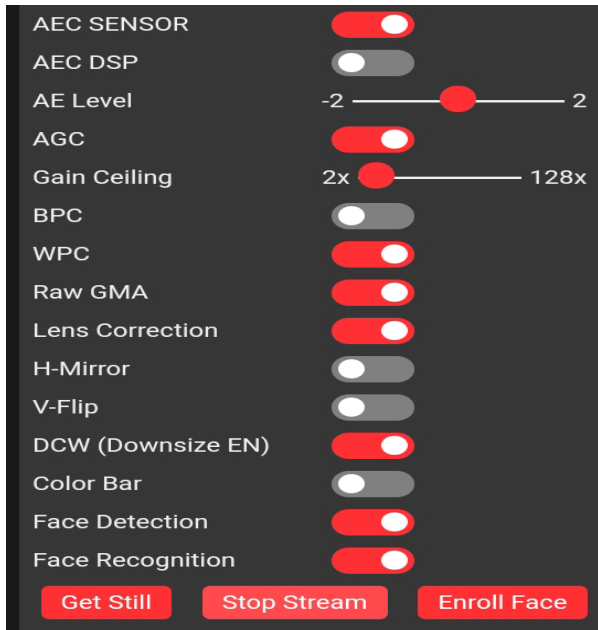 AEC SENSOR
AEC DSP
AE Level -2 2
AGC
Gain Ceiling 2x 128x
BPC
WPC
Raw GMA
Lens Correction
H-Mirror
V-Flip
DCW (Downsize EN)
Color Bar
Face Detection
Face Recognition
Get Still Stop Stream Enroll Face